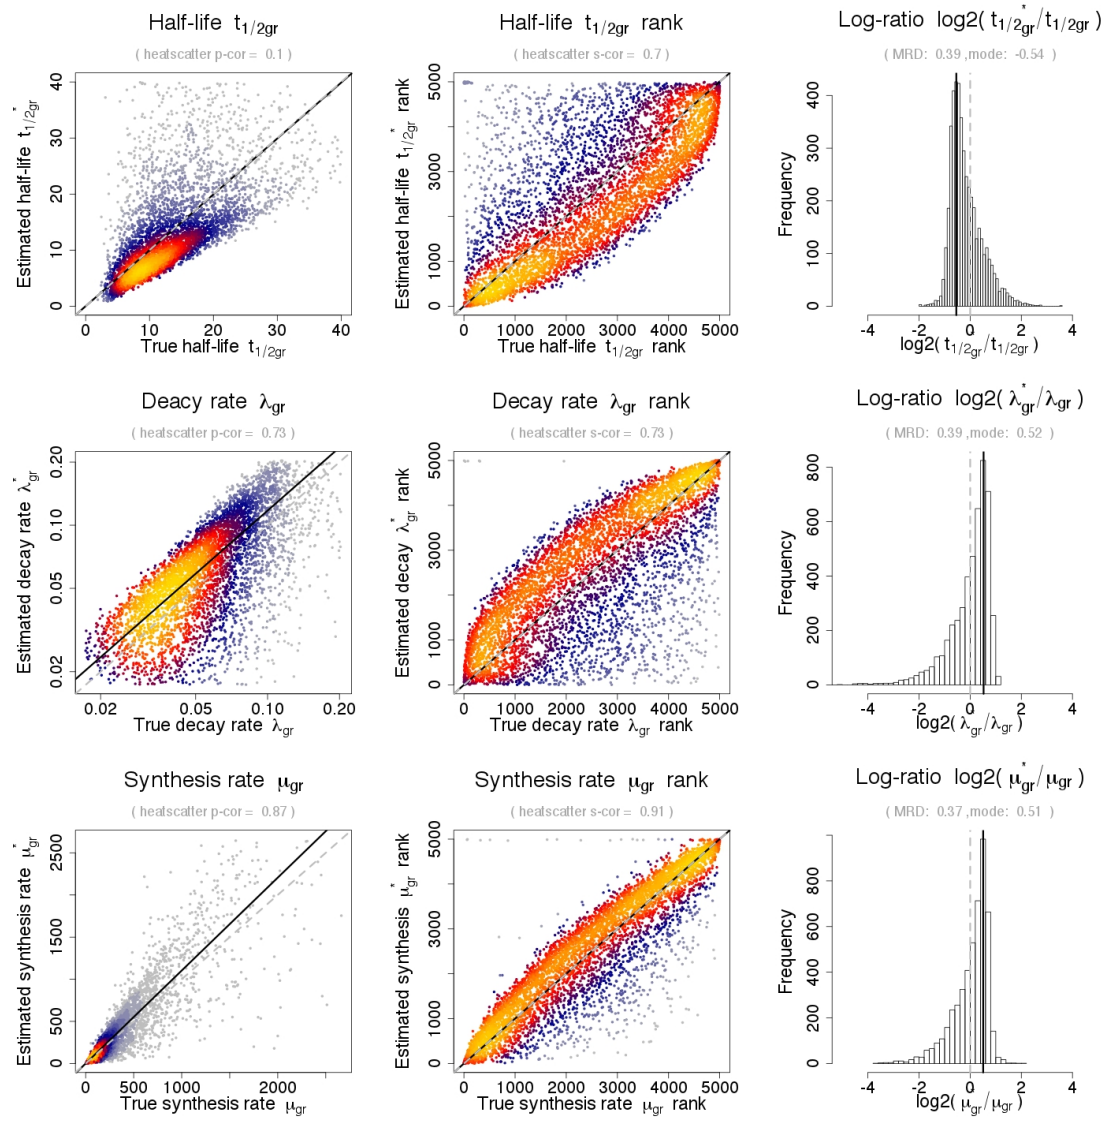 Half-life t1/2gr
( heatscatter p-cor = 0.1 )
Estimated half-life t*1/2gr
40
30
20
10
0
0 10 20 30 40
True half-life t1/2gr
Half-life t1/2gr rank
( heatscatter s-cor = 0.7 )
Estimated half-life t*1/2gr rank
5000
3000
1000
0
0 1000 2000 3000 4000 5000
True half-life t1/2gr rank
Log-ratio log2( t*1/2gr/t1/2gr )
( MRD: 0.39 ,mode: -0.54 )
Frequency
400
300
200
100
0
-4 -2 0 2 4
log2( t1/2gr/t1/2gr )
Deacy rate λgr
( heatscatter p-cor = 0.73 )
Estimated decay rate λ*gr
0.20
0.10
0.05
0.02
0.02 0.05 0.10 0.20
True decay rate λgr
Decay rate λgr rank
( heatscatter s-cor = 0.73 )
Estimated decay λ*gr rank
5000
3000
1000
0
0 1000 2000 3000 4000 5000
True decay rate λgr rank
Log-ratio log2( λ*gr/λgr )
( MRD: 0.39 ,mode: 0.52 )
Frequency
800
600
400
200
0
-4 -2 0 2 4
log2( λgr/λgr )
Synthesis rate μgr
( heatscatter p-cor = 0.87 )
Estimated synthesis rate μ*gr
2500
1500
500
0
0 500 1000 2000
True synthesis rate μgr
Synthesis rate μgr rank
( heatscatter s-cor = 0.91 )
Estimated synthesis rate μ*gr rank
5000
3000
1000
0
0 1000 2000 3000 4000 5000
True synthesis rate μgr rank
Log-ratio log2( μ*gr/μgr )
( MRD: 0.37 ,mode: 0.51 )
Frequency
800
600
400
200
0
-4 -2 0 2 4
log2( μgr/μgr )